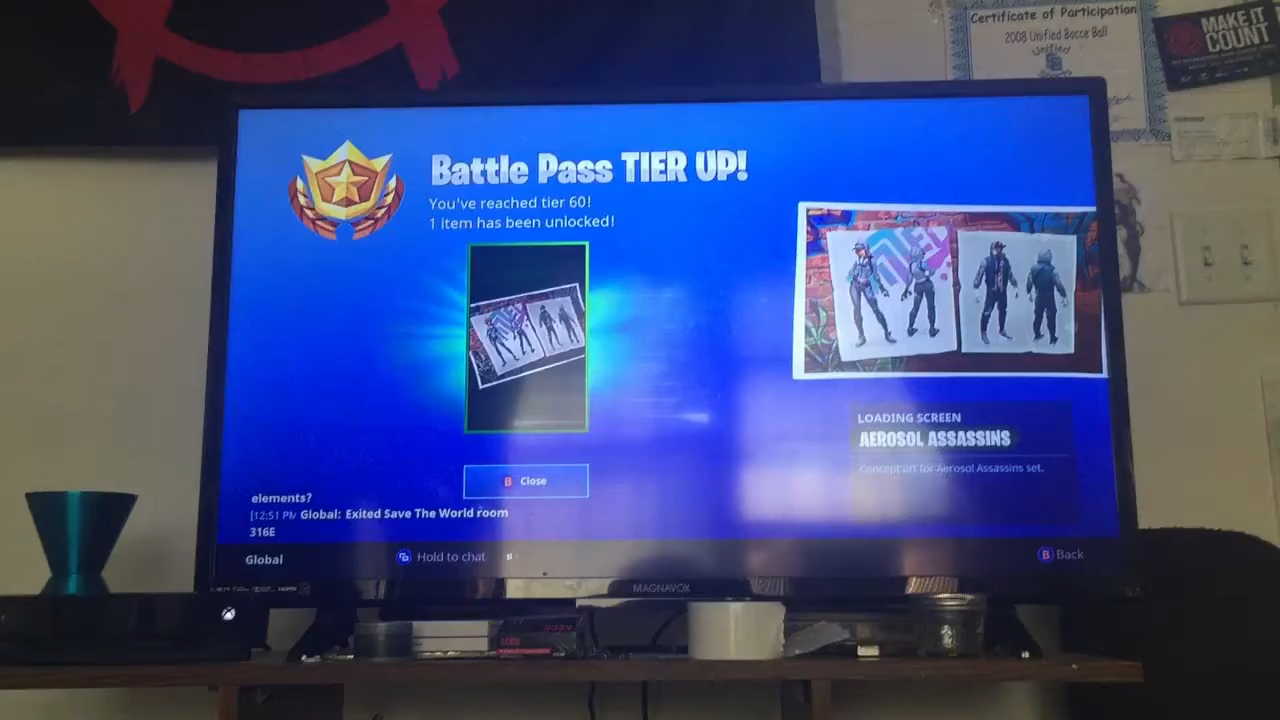 Certificate of Participation
2008 Unified Bocce Ball
Unified
MAKE IT
COUNT
Battle Pass TIER UP!
You've reached tier 60!
1 item has been unlocked!
LOADING SCREEN
AEROSOL ASSASSINS
Concept art for Aerosol Assassins set.
B Close
elements?
[12:51 PM Global: Exited Save The World room
316E
Global
Hold to chat
B Back
MAGNAVOX